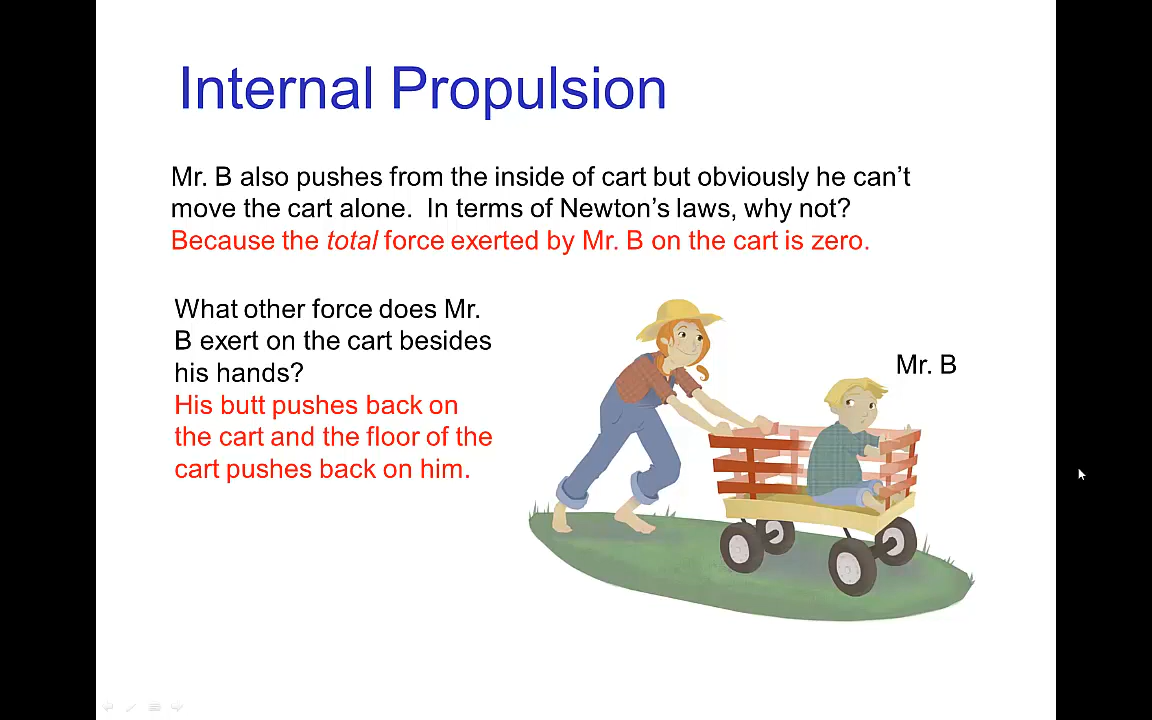 Internal Propulsion
Mr. B also pushes from the inside of cart but obviously he can't
move the cart alone.  In terms of Newton's laws, why not?
Because the total force exerted by Mr. B on the cart is zero.
What other force does Mr.
B exert on the cart besides
his hands?
His butt pushes back on
the cart and the floor of the
cart pushes back on him.
Mr. B